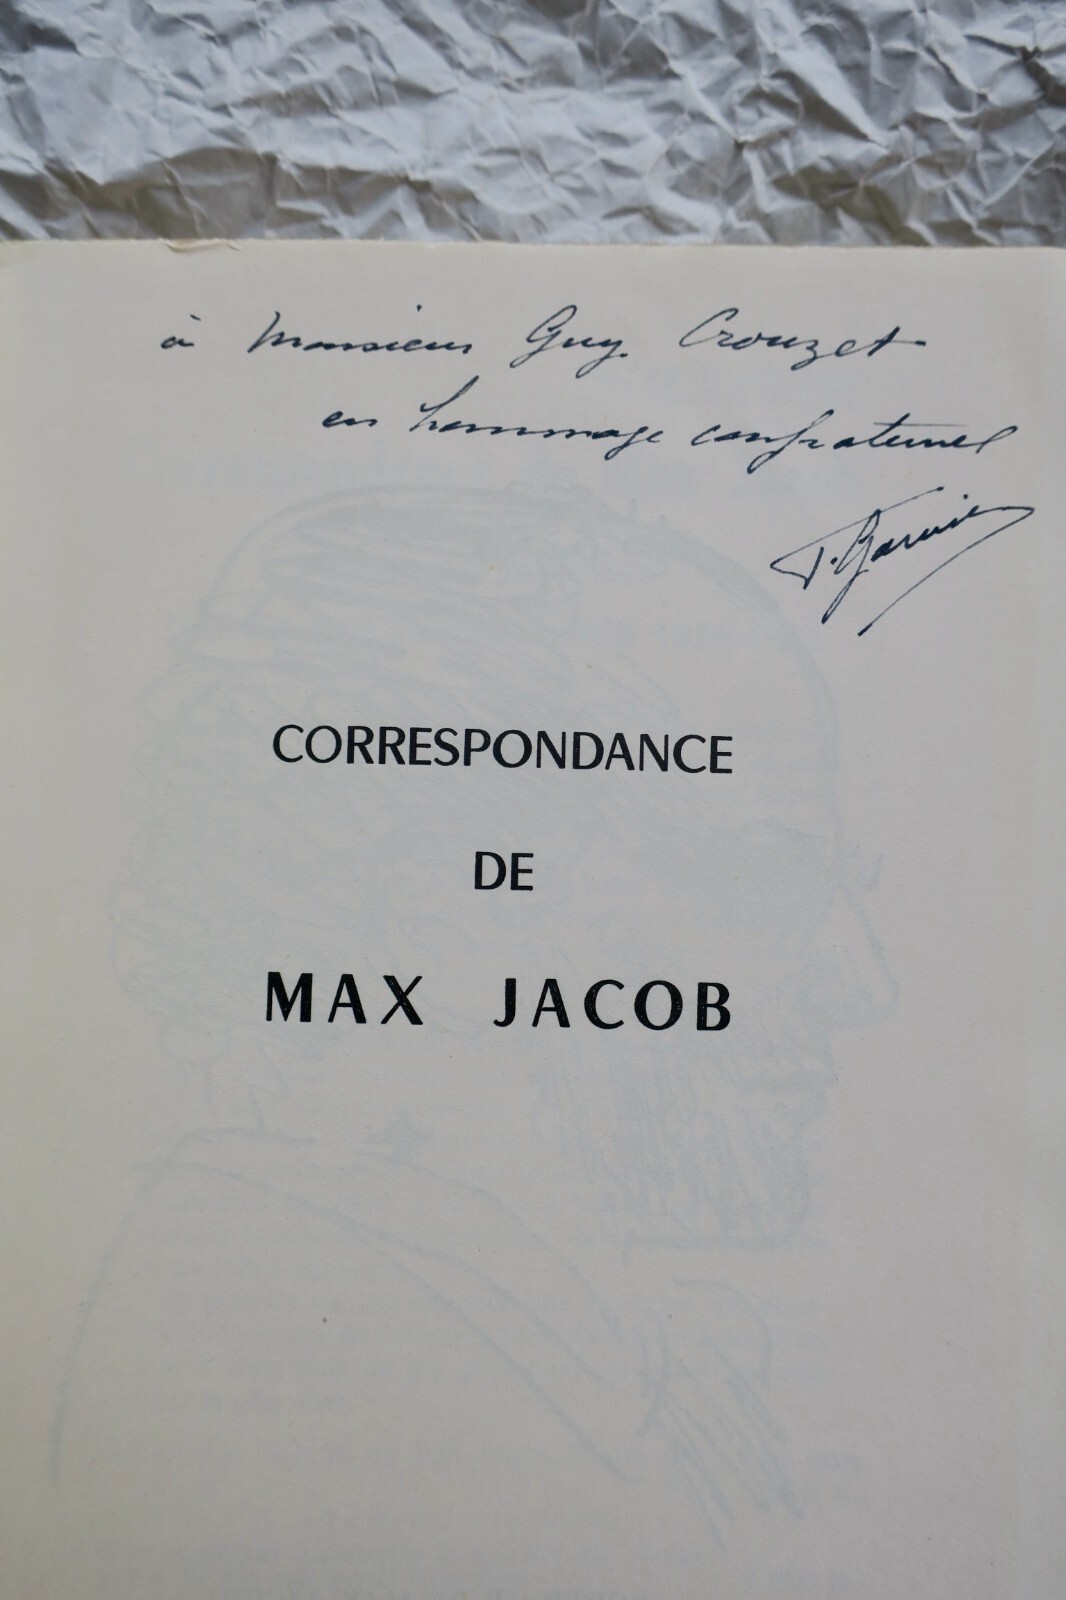 à Monsieur Guy Crouzet
en hommage confraternel
F. Garnier
CORRESPONDANCE
DE
MAX JACOB